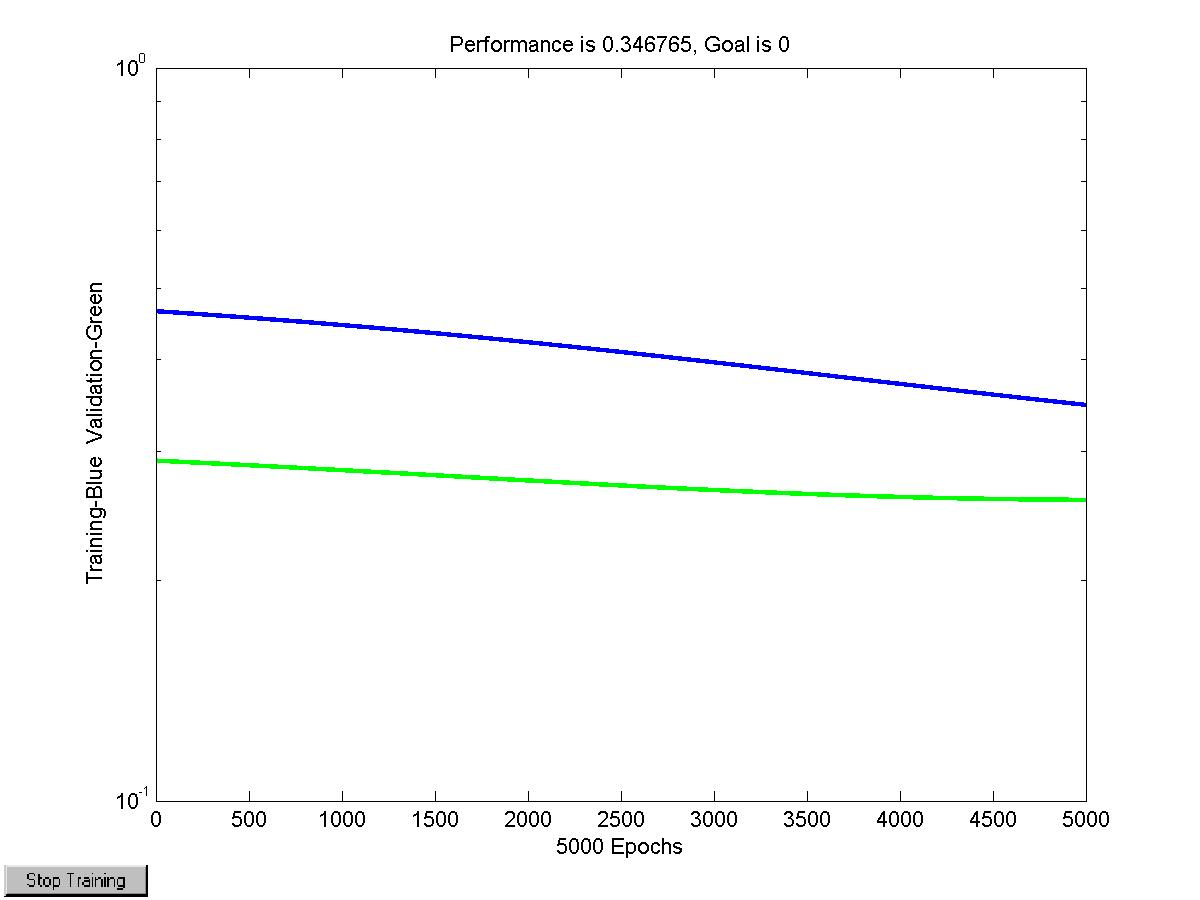 Performance is 0.346765, Goal is 0
10^0
Training-Blue  Validation-Green
10^-1
0 500 1000 1500 2000 2500 3000 3500 4000 4500 5000
5000 Epochs
Stop Training